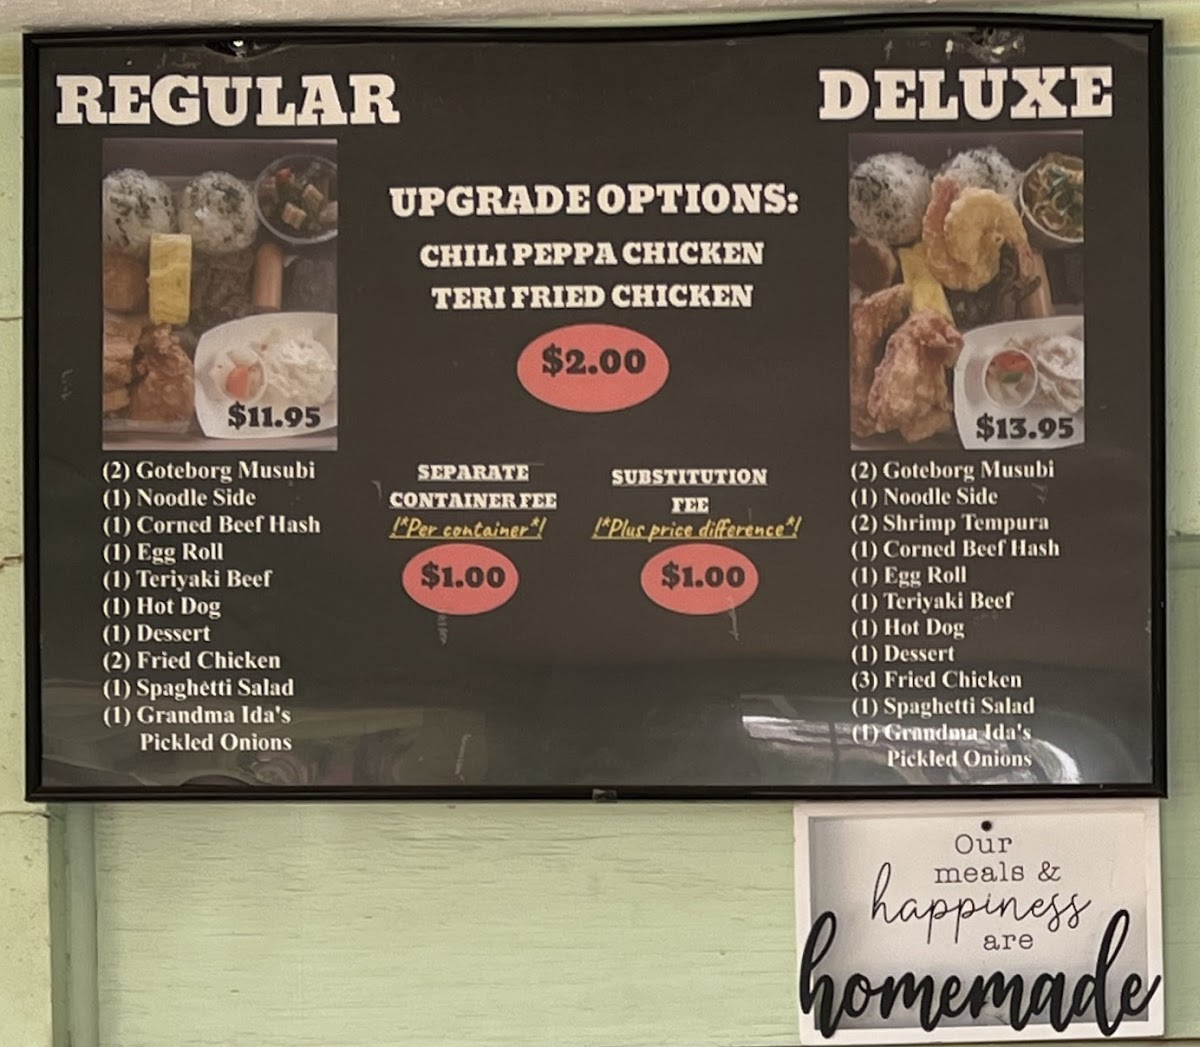 REGULAR
$11.95
(2) Goteborg Musubi
(1) Noodle Side
(1) Corned Beef Hash
(1) Egg Roll
(1) Teriyaki Beef
(1) Hot Dog
(1) Dessert
(2) Fried Chicken
(1) Spaghetti Salad
(1) Grandma Ida's
Pickled Onions
UPGRADE OPTIONS:
CHILI PEPPA CHICKEN
TERI FRIED CHICKEN
$2.00
SEPARATE
CONTAINER FEE
!*Per container*!
$1.00
SUBSTITUTION
FEE
!*Plus price difference*!
$1.00
DELUXE
$13.95
(2) Goteborg Musubi
(1) Noodle Side
(2) Shrimp Tempura
(1) Corned Beef Hash
(1) Egg Roll
(1) Teriyaki Beef
(1) Hot Dog
(1) Dessert
(3) Fried Chicken
(1) Spaghetti Salad
(1) Grandma Ida's
Pickled Onions
Our
meals &
happiness
are
homemade